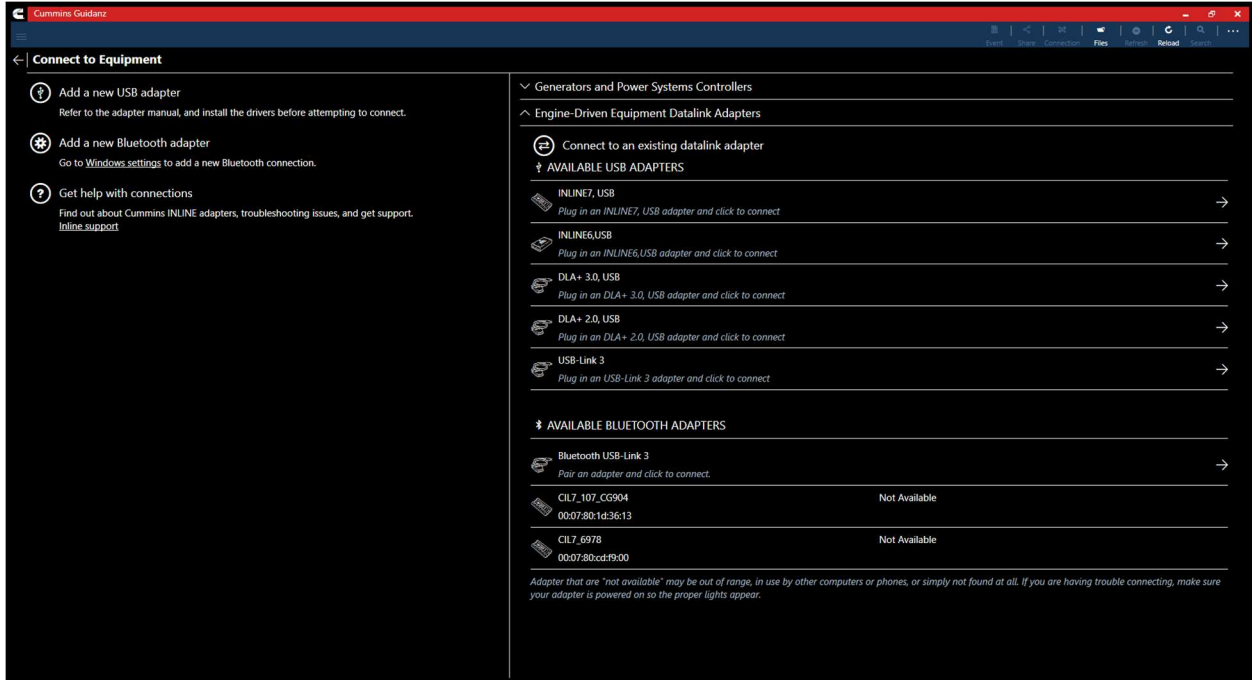 Cummins Guidanz
Event
Share
Connection
Files
Refresh
Reload
Search
Connect to Equipment
Add a new USB adapter
Refer to the adapter manual, and install the drivers before attempting to connect.
Add a new Bluetooth adapter
Go to Windows settings to add a new Bluetooth connection.
Get help with connections
Find out about Cummins INLINE adapters, troubleshooting issues, and get support.
Inline support
Generators and Power Systems Controllers
Engine-Driven Equipment Datalink Adapters
Connect to an existing datalink adapter
AVAILABLE USB ADAPTERS
INLINE7, USB
Plug in an INLINE7, USB adapter and click to connect
INLINE6,USB
Plug in an INLINE6,USB adapter and click to connect
DLA+ 3.0, USB
Plug in an DLA+ 3.0, USB adapter and click to connect
DLA+ 2.0, USB
Plug in an DLA+ 2.0, USB adapter and click to connect
USB-Link 3
Plug in an USB-Link 3 adapter and click to connect
AVAILABLE BLUETOOTH ADAPTERS
Bluetooth USB-Link 3
Pair an adapter and click to connect.
CIL7_107_CG904 Not Available
00:07:80:1d:36:13
CIL7_6978 Not Available
00:07:80:cd:f9:00
Adapter that are "not available" may be out of range, in use by other computers or phones, or simply not found at all. If you are having trouble connecting, make sure
your adapter is powered on so the proper lights appear.